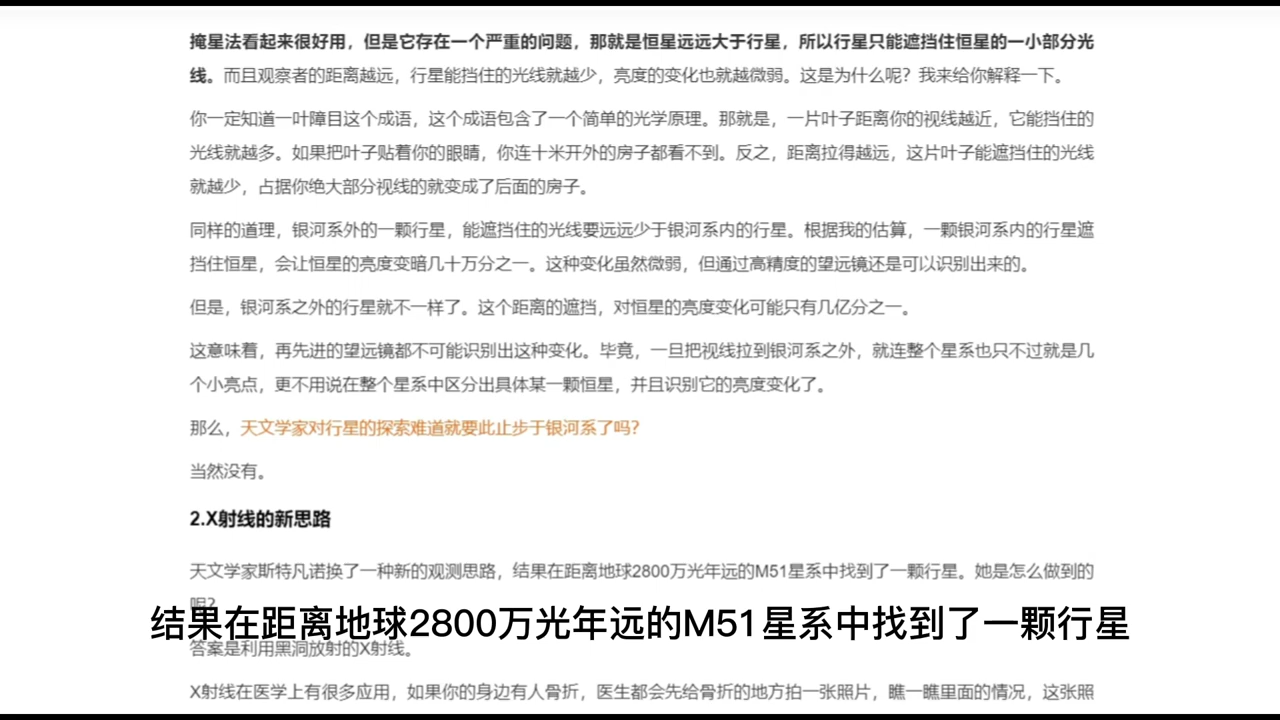 掩星法看起来很好用，但是它存在一个严重的问题，那就是恒星远远大于行星，所以行星只能遮挡住恒星的一小部分光
线。而且观察者的距离越远，行星能挡住的光线就越少，亮度的变化也就越微弱。这是为什么呢？我来给你解释一下。
你一定知道一叶障目这个成语，这个成语包含了一个简单的光学原理。那就是，一片叶子距离你的视线越近，它能挡住的
光线就越多。如果把叶子贴着你的眼睛，你连十米开外的房子都看不到。反之，距离拉得越远，这片叶子能遮挡住的光线
就越少，占据你绝大部分视线的就变成了后面的房子。
同样的道理，银河系外的一颗行星，能遮挡住的光线要远远少于银河系内的行星。根据我的估算，一颗银河系内的行星遮
挡住恒星，会让恒星的亮度变暗几十万分之一。这种变化虽然微弱，但通过高精度的望远镜还是可以识别出来的。
但是，银河系之外的行星就不一样了。这个距离的遮挡，对恒星的亮度变化可能只有几亿分之一。
这意味着，再先进的望远镜都不可能识别出这种变化。毕竟，一旦把视线拉到银河系之外，就连整个星系也只不过就是几
个小亮点，更不用说在整个星系中区分出具体某一颗恒星，并且识别它的亮度变化了。
那么，天文学家对行星的探索难道就要此止步于银河系了吗？
当然没有。
2.X射线的新思路
天文学家斯特凡诺换了一种新的观测思路，结果在距离地球2800万光年远的M51星系中找到了一颗行星。她是怎么做到的
呢？
结果在距离地球2800万光年远的M51星系中找到了一颗行星
答案是利用黑洞放射的X射线。
X射线在医学上有很多应用，如果你的身边有人骨折，医生都会先给骨折的地方拍一张照片，瞧一瞧里面的情况，这张照